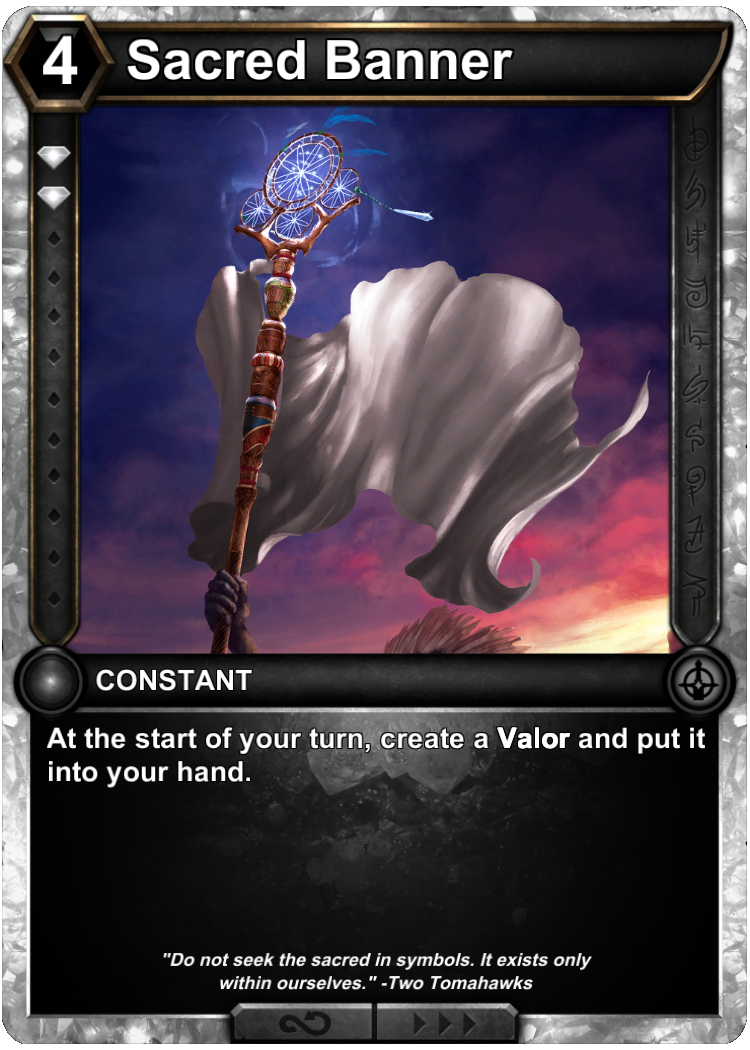 4 Sacred Banner
CONSTANT
At the start of your turn, create a Valor and put it
into your hand.
"Do not seek the sacred in symbols. It exists only
within ourselves." -Two Tomahawks